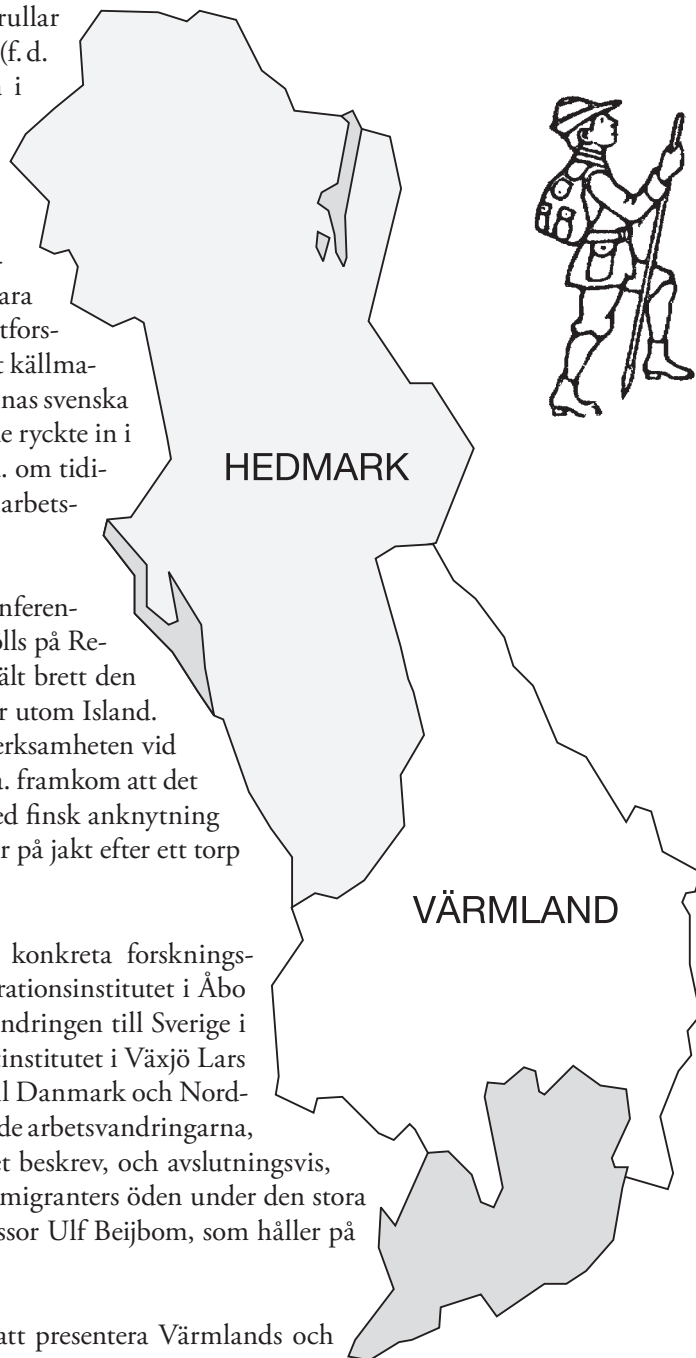 rullar
(f. d.
i
-
ara
tfors-
t källma-
nas svenska
e ryckte in i
. om tidi-
arbets-
HEDMARK
nferen-
lls på Re-
ält brett den
r utom Island.
erksamheten vid
a. framkom att det
ed finsk anknytning
r på jakt efter ett torp
VÄRMLAND
konkreta forsknings-
rationsinstitutet i Åbo
ndringen till Sverige i
tinstitutet i Växjö Lars
ll Danmark och Nord-
de arbetsvandringarna,
et beskrev, och avslutningsvis,
migranters öden under den stora
ssor Ulf Beijbom, som håller på
att presentera Värmlands och